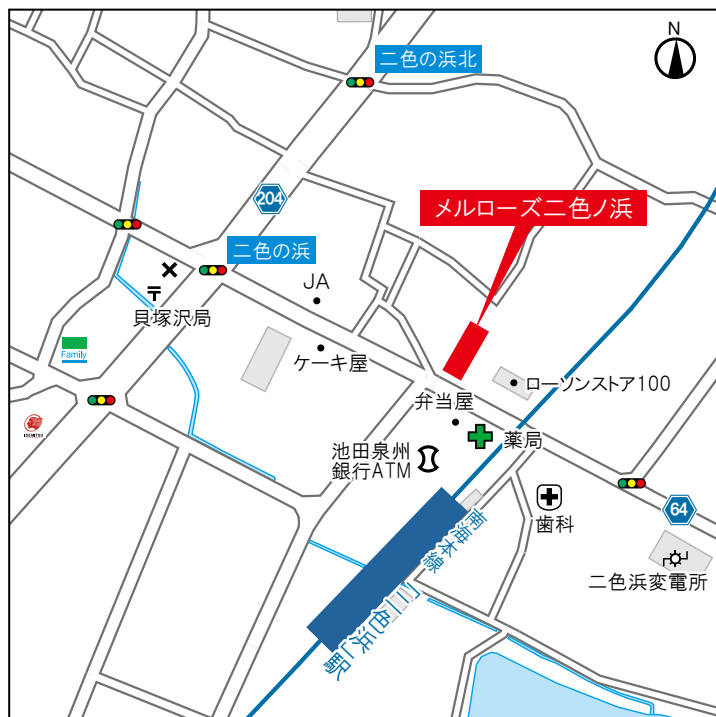 N
二色の浜北
204
メルローズ二色ノ浜
二色の浜
JA
貝塚沢局
Family
ケーキ屋
ローソンストア100
弁当屋
薬局
池田泉州
銀行ATM
64
歯科
二色浜変電所
南海本線
「二色浜」駅